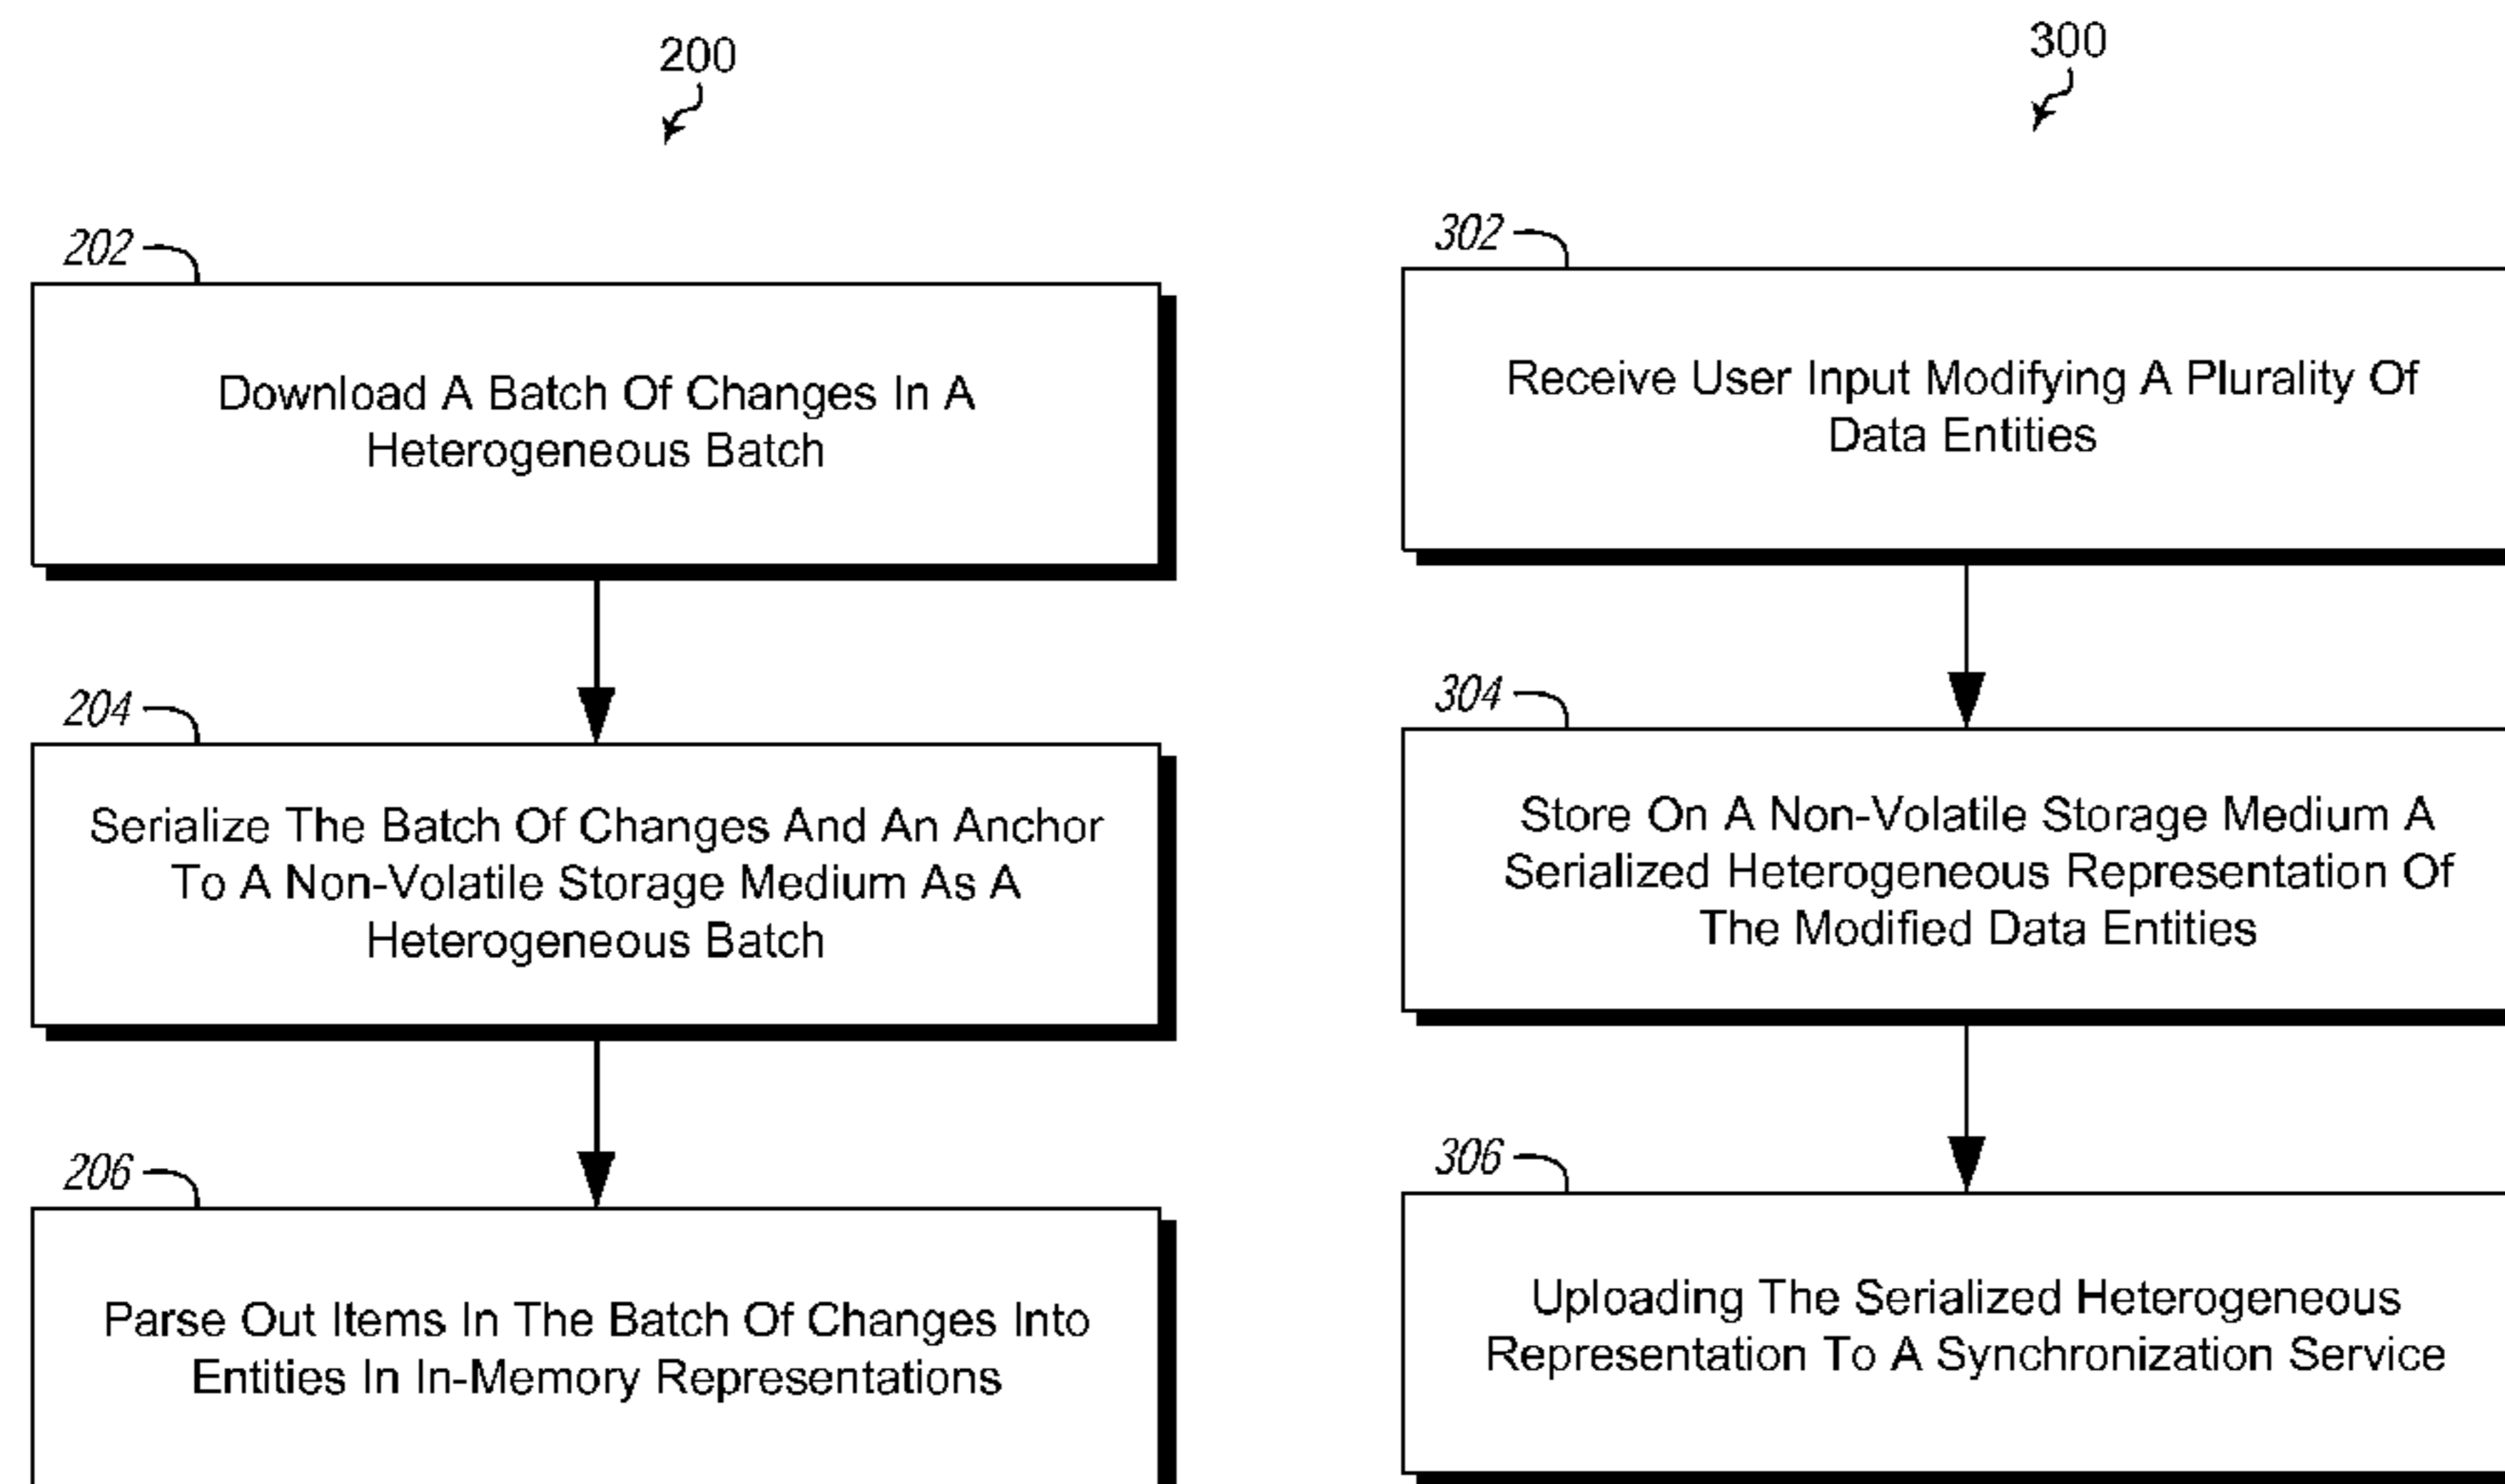 200
202
Download A Batch Of Changes In A
Heterogeneous Batch
204
Serialize The Batch Of Changes And An Anchor
To A Non-Volatile Storage Medium As A
Heterogeneous Batch
206
Parse Out Items In The Batch Of Changes Into
Entities In In-Memory Representations
300
302
Receive User Input Modifying A Plurality Of
Data Entities
304
Store On A Non-Volatile Storage Medium A
Serialized Heterogeneous Representation Of
The Modified Data Entities
306
Uploading The Serialized Heterogeneous
Representation To A Synchronization Service